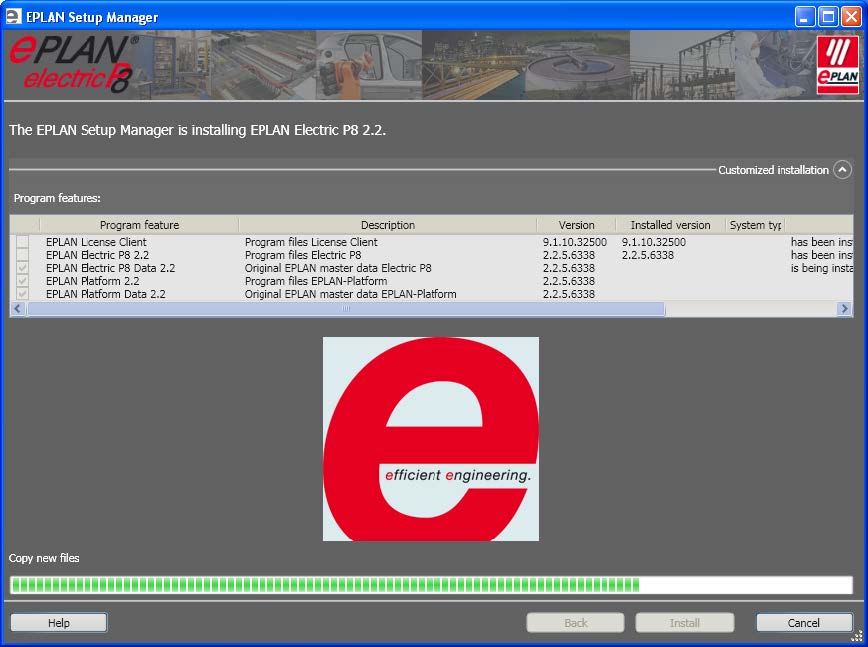 EPLAN Setup Manager
ePLAN®
electric P8
ePLAN
The EPLAN Setup Manager is installing EPLAN Electric P8 2.2.
Customized installation
Program features:
Program feature Description Version Installed version System typ
EPLAN License Client Program files License Client 9.1.10.32500 9.1.10.32500 has been ins
EPLAN Electric P8 2.2 Program files Electric P8 2.2.5.6338 2.2.5.6338 has been ins
EPLAN Electric P8 Data 2.2 Original EPLAN master data Electric P8 2.2.5.6338 is being insta
EPLAN Platform 2.2 Program files EPLAN-Platform 2.2.5.6338
EPLAN Platform Data 2.2 Original EPLAN master data EPLAN-Platform 2.2.5.6338
e
efficient engineering.
Copy new files
Help Back Install Cancel